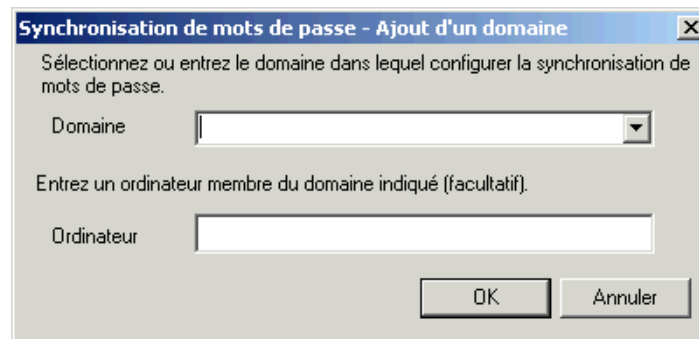 Synchronisation de mots de passe - Ajout d'un domaine
Sélectionnez ou entrez le domaine dans lequel configurer la synchronisation de
mots de passe.
Domaine
Entrez un ordinateur membre du domaine indiqué (facultatif).
Ordinateur
OK Annuler